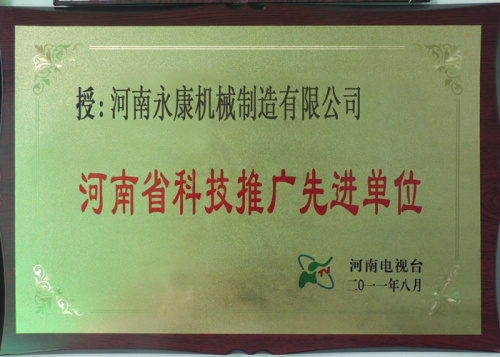 授:河南永康机械制造有限公司
河南省科技推广先进单位
TV
河南电视台
二〇一一年八月